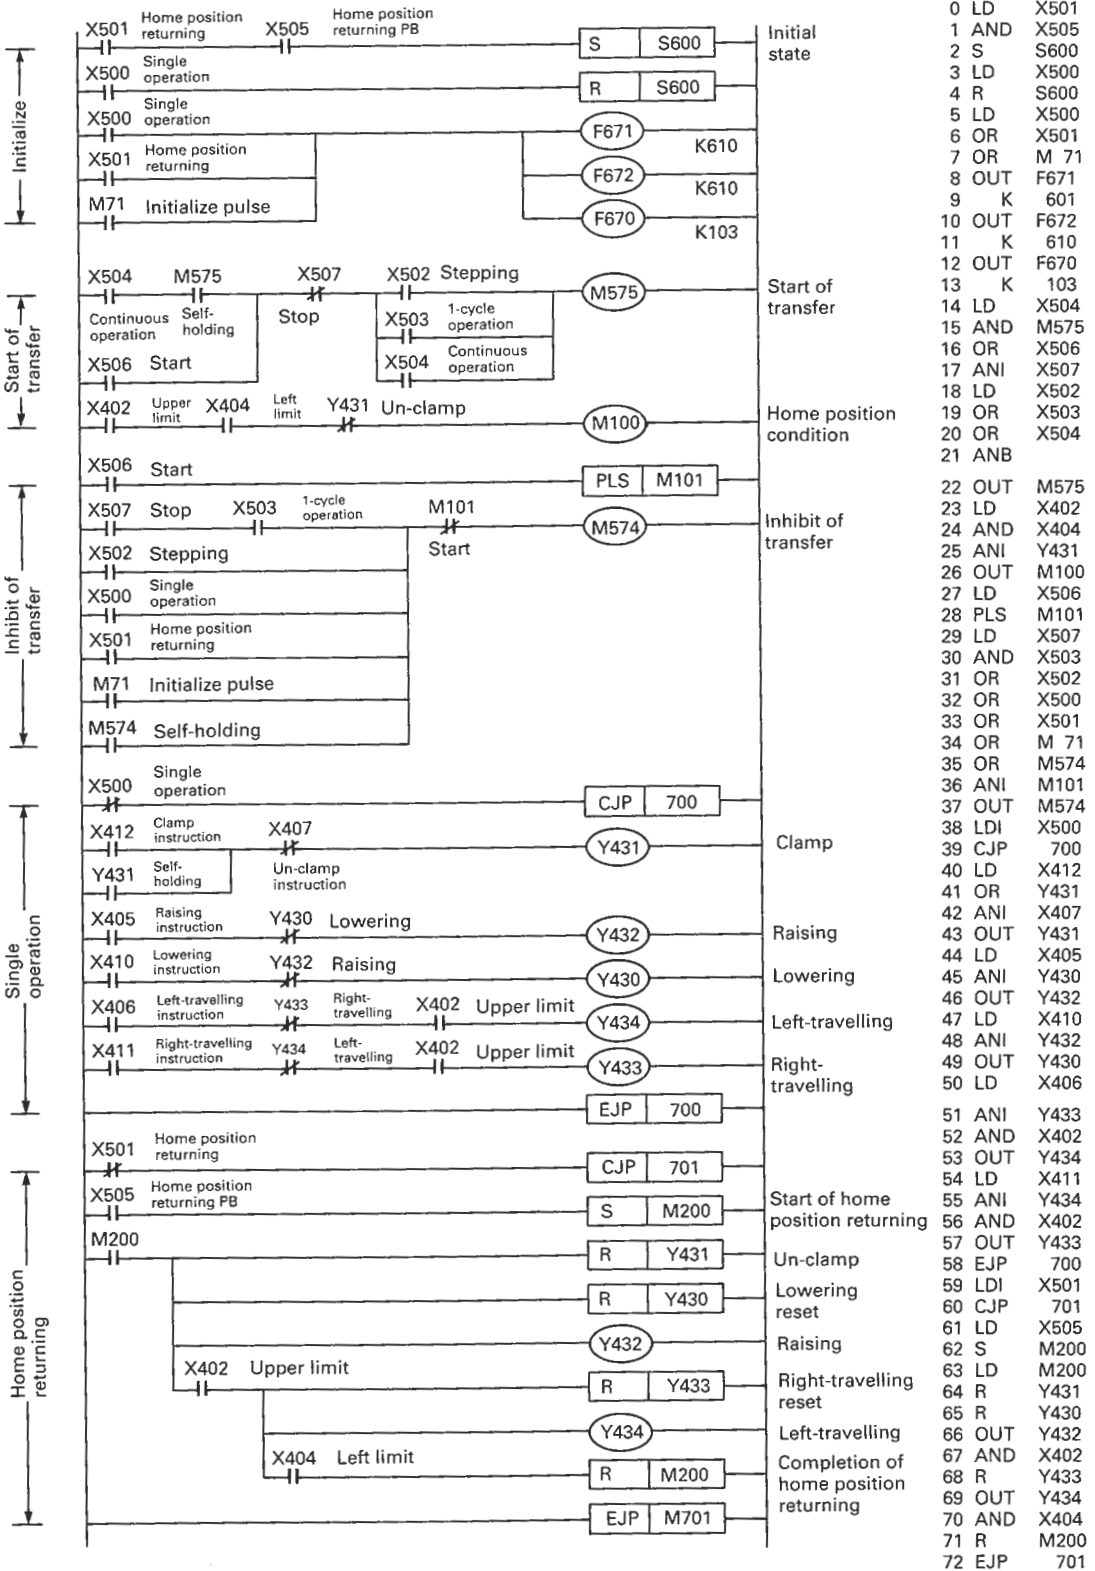 X501 Home position returning X505 Home position returning PB S S600 Initial state
X500 Single operation R S600
X500 Single operation F671 K610
X501 Home position returning F672 K610
M71 Initialize pulse F670 K103
Initialize
X504 M575 X507 X502 Stepping M575 Start of transfer
Continuous operation Self-holding Stop X503 1-cycle operation
X506 Start X504 Continuous operation
Start of transfer
X402 Upper limit X404 Left limit Y431 Un-clamp M100 Home position condition
X506 Start PLS M101
X507 Stop X503 1-cycle operation M101 Start M574 Inhibit of transfer
X502 Stepping
X500 Single operation
X501 Home position returning
M71 Initialize pulse
M574 Self-holding
Inhibit of transfer
X500 Single operation CJP 700
X412 Clamp instruction X407 Un-clamp instruction Y431 Clamp
Y431 Self-holding
X405 Raising instruction Y430 Lowering Y432 Raising
X410 Lowering instruction Y432 Raising Y430 Lowering
X406 Left-travelling instruction Y433 Right-travelling X402 Upper limit Y434 Left-travelling
X411 Right-travelling instruction Y434 Left-travelling X402 Upper limit Y433 Right-travelling
EJP 700
Single operation
X501 Home position returning CJP 701
X505 Home position returning PB S M200 Start of home position returning
M200 R Y431 Un-clamp
R Y430 Lowering reset
Y432 Raising
X402 Upper limit R Y433 Right-travelling reset
Y434 Left-travelling
X404 Left limit R M200 Completion of home position returning
EJP M701
Home position returning
0 LD X501
1 AND X505
2 S S600
3 LD X500
4 R S600
5 LD X500
6 OR X501
7 OR M 71
8 OUT F671
9 K 601
10 OUT F672
11 K 610
12 OUT F670
13 K 103
14 LD X504
15 AND M575
16 OR X506
17 ANI X507
18 LD X502
19 OR X503
20 OR X504
21 ANB
22 OUT M575
23 LD X402
24 AND X404
25 ANI Y431
26 OUT M100
27 LD X506
28 PLS M101
29 LD X507
30 AND X503
31 OR X502
32 OR X500
33 OR X501
34 OR M 71
35 OR M574
36 ANI M101
37 OUT M574
38 LDI X500
39 CJP 700
40 LD X412
41 OR Y431
42 ANI X407
43 OUT Y431
44 LD X405
45 ANI Y430
46 OUT Y432
47 LD X410
48 ANI Y432
49 OUT Y430
50 LD X406
51 ANI Y433
52 AND X402
53 OUT Y434
54 LD X411
55 ANI Y434
56 AND X402
57 OUT Y433
58 EJP 700
59 LDI X501
60 CJP 701
61 LD X505
62 S M200
63 LD M200
64 R Y431
65 R Y430
66 OUT Y432
67 AND X402
68 R Y433
69 OUT Y434
70 AND X404
71 R M200
72 EJP 701